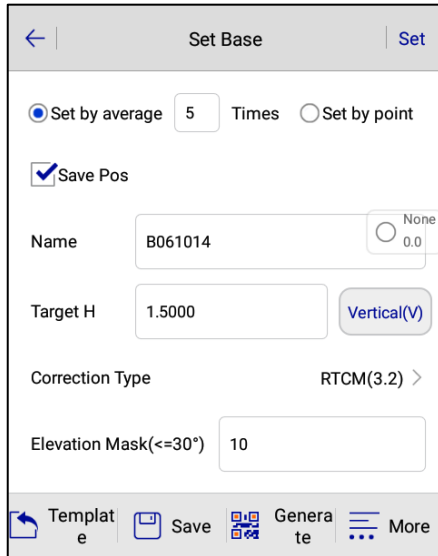 Set Base
Set
Set by average 5 Times Set by point
Save Pos
None
Name B061014 0.0
Target H 1.5000 Vertical(V)
Correction Type RTCM(3.2)
Elevation Mask(<=30°) 10
Templat
e
Save
Genera
te
More